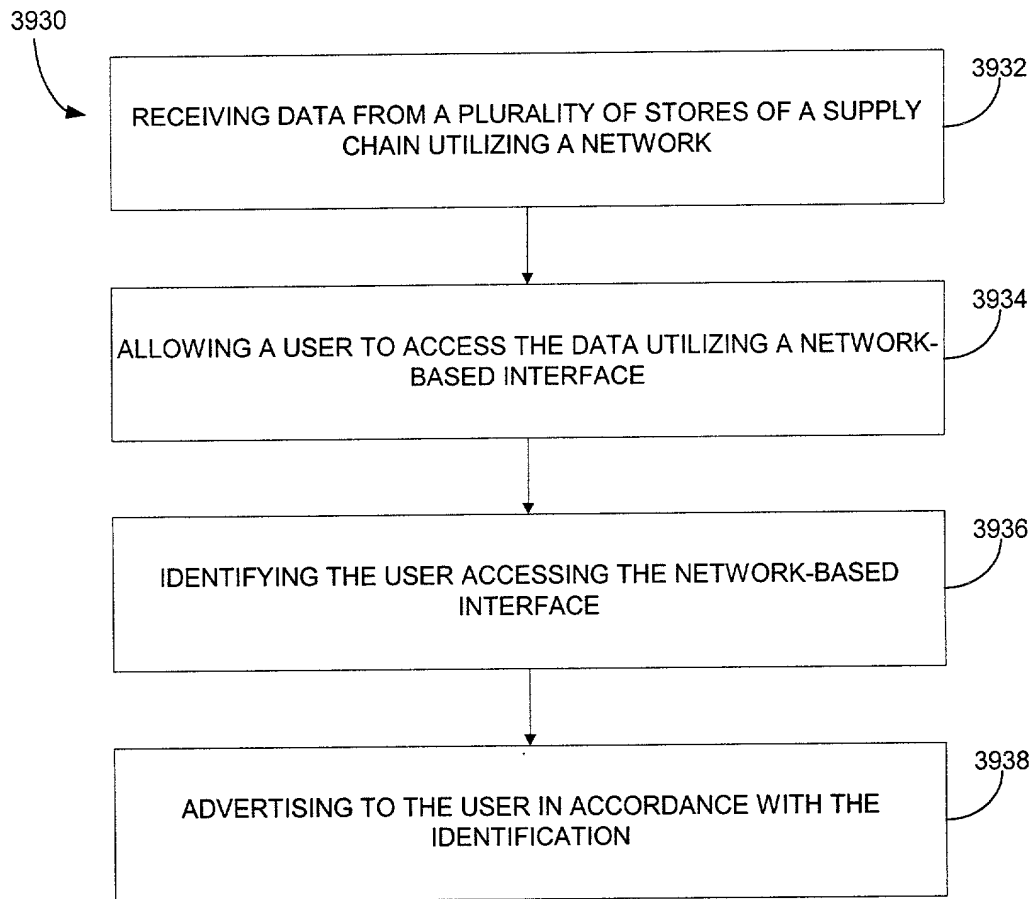 3930
3932
RECEIVING DATA FROM A PLURALITY OF STORES OF A SUPPLY
CHAIN UTILIZING A NETWORK
3934
ALLOWING A USER TO ACCESS THE DATA UTILIZING A NETWORK-
BASED INTERFACE
3936
IDENTIFYING THE USER ACCESSING THE NETWORK-BASED
INTERFACE
3938
ADVERTISING TO THE USER IN ACCORDANCE WITH THE
IDENTIFICATION